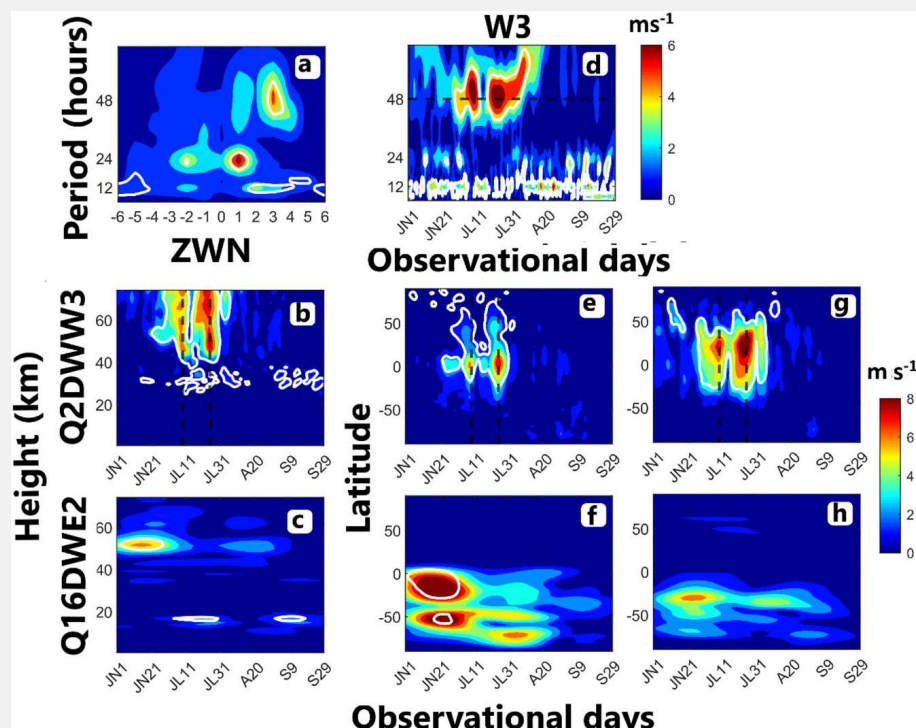 W3
ms-1
a
d
Period (hours)
48
24
12
-6 -5 -4 -3 -2 -1 0 1 2 3 4 5 6
ZWN
48
24
12
JN1 JN21 JL11 JL31 A20 S9 S29
6
4
2
0
Observational days
Height (km)
Q2DWW3
b
60
40
20
JN1 JN21 JL11 JL31 A20 S9 S29
Latitude
e
50
0
-50
JN1 JN21 JL11 JL31 A20 S9 S29
g
50
0
-50
JN1 JN21 JL11 JL31 A20 S9 S29
m s-1
8
6
4
2
0
Q16DWE2
c
60
40
20
JN1 JN21 JL11 JL31 A20 S9 S29
f
50
0
-50
JN1 JN21 JL11 JL31 A20 S9 S29
h
50
0
-50
JN1 JN21 JL11 JL31 A20 S9 S29
Observational days